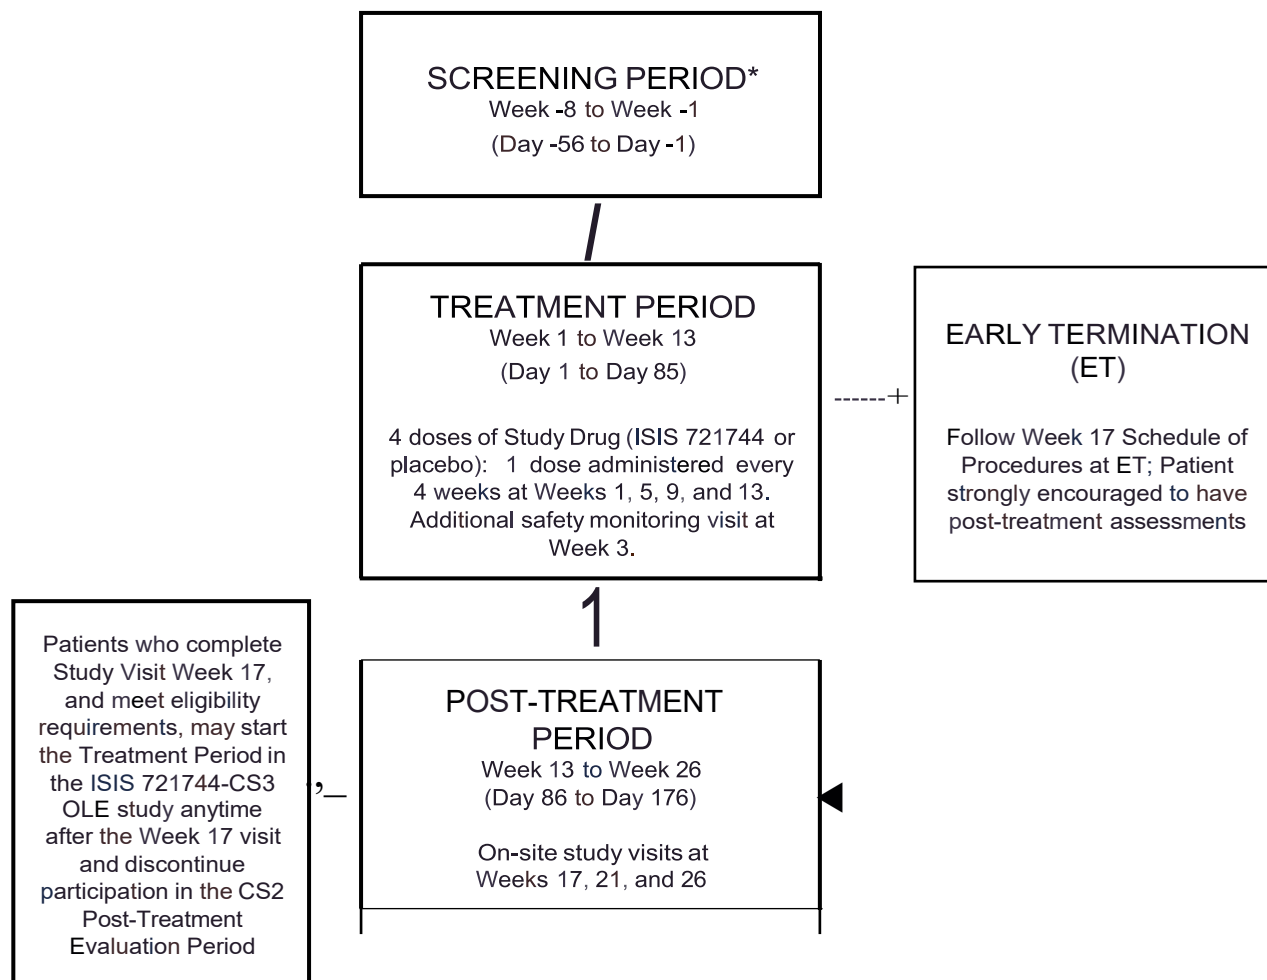 SCREENING PERIOD*
Week -8 to Week -1
(Day -56 to Day -1)
TREATMENT PERIOD
Week 1 to Week 13
(Day 1 to Day 85)
4 doses of Study Drug (ISIS 721744 or
placebo): 1 dose administered every
4 weeks at Weeks 1, 5, 9, and 13.
Additional safety monitoring visit at
Week 3.
EARLY TERMINATION
(ET)
Follow Week 17 Schedule of
Procedures at ET; Patient
strongly encouraged to have
post-treatment assessments
Patients who complete
Study Visit Week 17,
and meet eligibility
requirements, may start
the Treatment Period in
the ISIS 721744-CS3
OLE study anytime
after the Week 17 visit
and discontinue
participation in the CS2
Post-Treatment
Evaluation Period
POST-TREATMENT
PERIOD
Week 13 to Week 26
(Day 86 to Day 176)
On-site study visits at
Weeks 17, 21, and 26